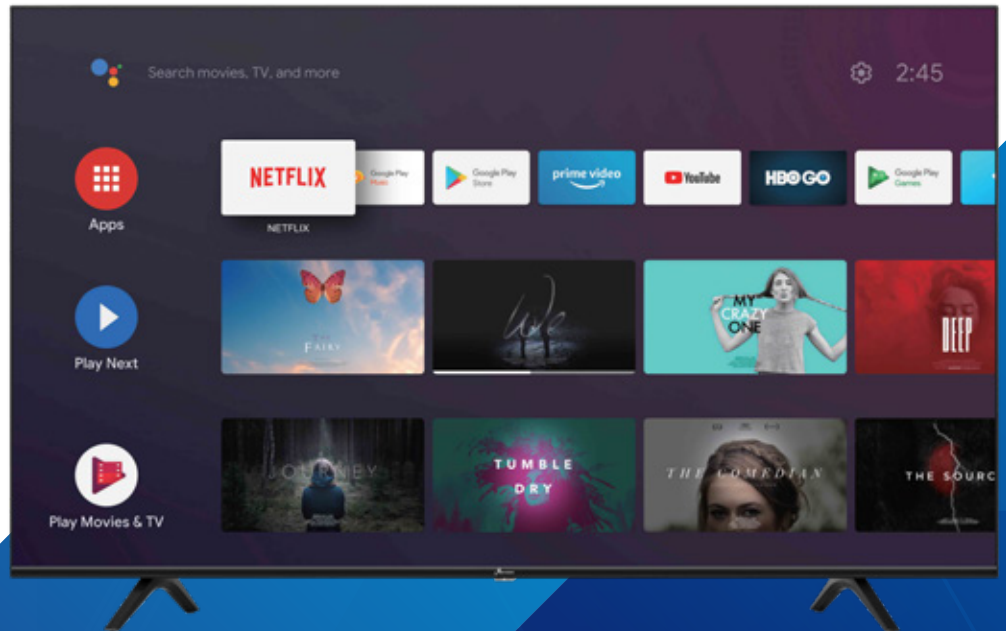 Search movies, TV, and more
2:45
Apps
NETFLIX
Google Play
Music
Google Play
Store
prime video
YouTube
HBO GO
Google Play
Games
NETFLIX
Play Next
THE
FAIRY
Live
MY
CRAZY
ONE
DEEP
Play Movies & TV
JOURNEY
TUMBLE
DRY
THE COMEDIAN
THE SOURC